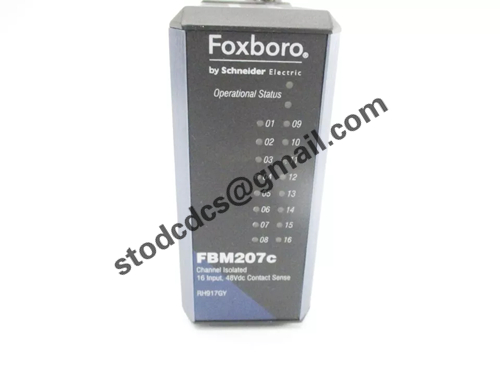 Foxboro®
by Schneider Electric
Operational Status
01 09
02 10
03
04 12
05 13
06 14
07 15
08 16
FBM207c
Channel Isolated
16 Input, 48Vdc Contact Sense
RH917GY
stodcdcs@gmail.com